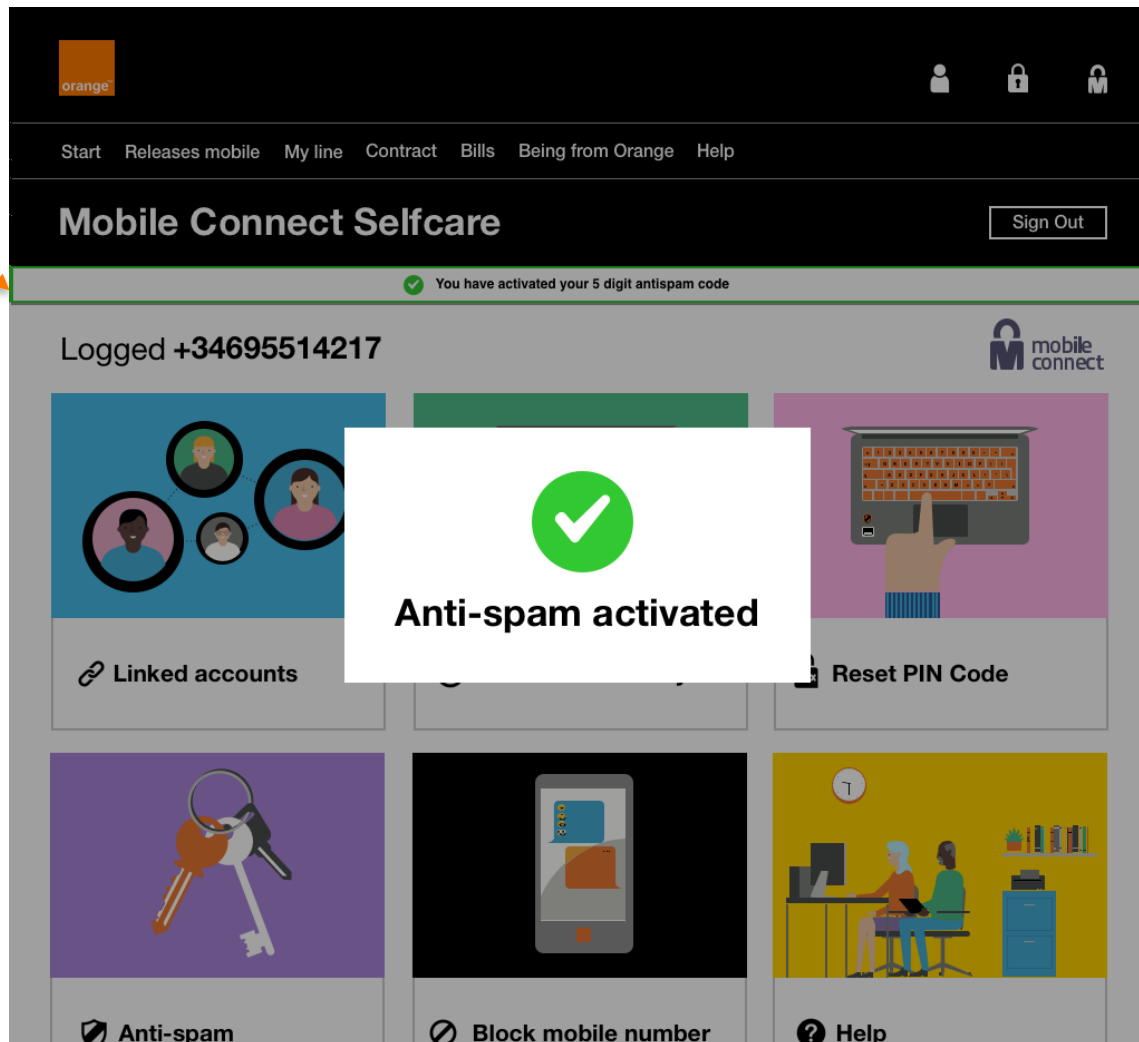 orange
Start Releases mobile My line Contract Bills Being from Orange Help
Mobile Connect Selfcare
Sign Out
You have activated your 5 digit antispam code
Logged +34695514217
mobile
connect
Anti-spam activated
Linked accounts
Reset PIN Code
Anti-spam
Block mobile number
Help